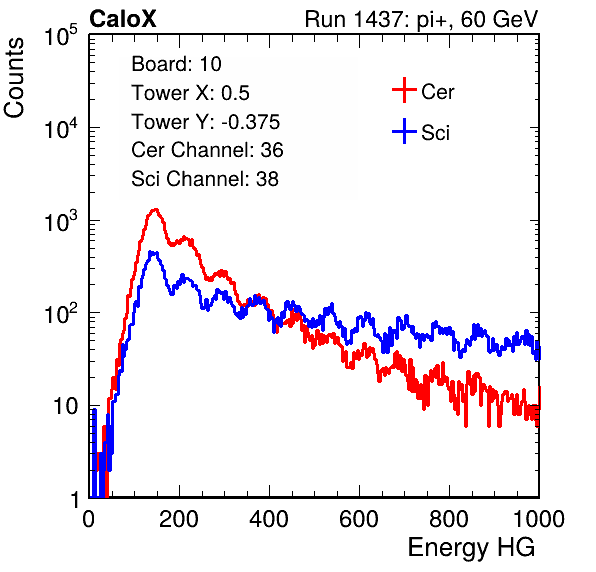 CaloX Run 1437: pi+, 60 GeV
Counts
Board: 10
Tower X: 0.5
Tower Y: -0.375
Cer Channel: 36
Sci Channel: 38
Cer
Sci
10^5
10^4
10^3
10^2
10
1
0 200 400 600 800 1000
Energy HG